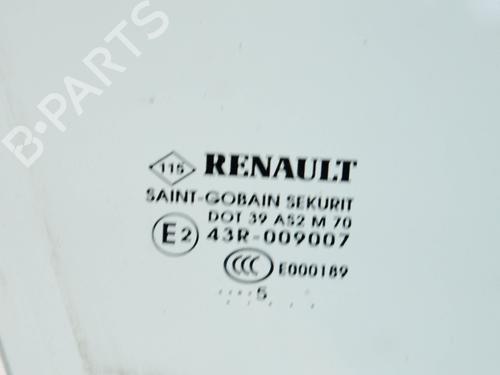 B-PARTS
115 RENAULT
SAINT-GOBAIN SEKURIT
DOT 39 AS2 M 70
E2 43R-009007
CCC E000189
5